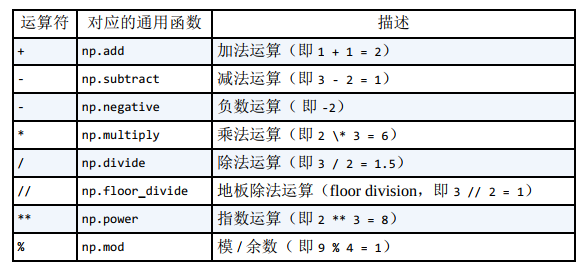 运算符 对应的通用函数 描述
+ np.add 加法运算（即 1 + 1 = 2）
- np.subtract 减法运算（即 3 - 2 = 1）
- np.negative 负数运算（ 即 -2）
* np.multiply 乘法运算（即 2 \* 3 = 6）
/ np.divide 除法运算（即 3 / 2 = 1.5）
// np.floor_divide 地板除法运算（floor division，即 3 // 2 = 1）
** np.power 指数运算（即 2 ** 3 = 8）
% np.mod 模 / 余数（ 即 9 % 4 = 1）